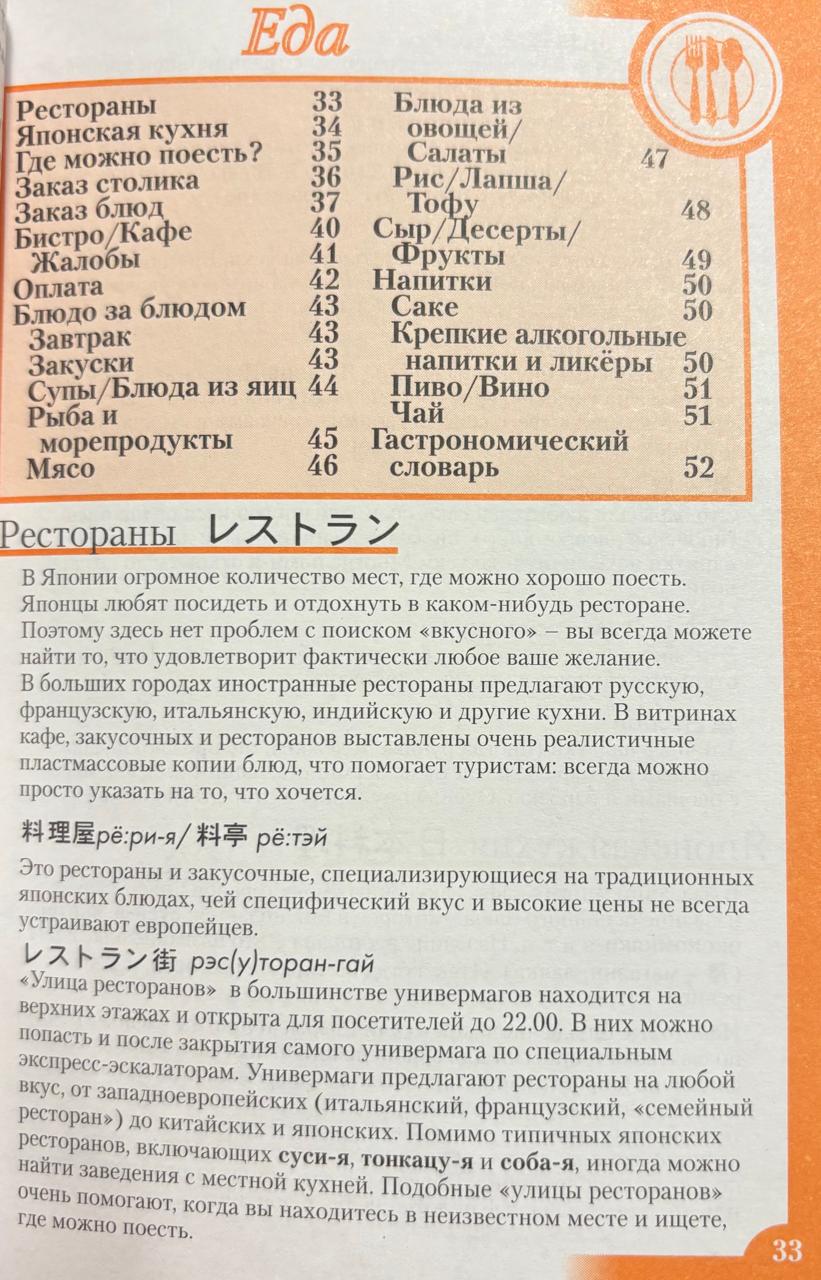 Еда
Рестораны 33
Японская кухня 34
Где можно поесть? 35
Заказ столика 36
Заказ блюд 37
Бистро/Кафе 40
Жалобы 41
Оплата 42
Блюдо за блюдом 43
Завтрак 43
Закуски 43
Супы/Блюда из яиц 44
Рыба и
морепродукты 45
Мясо 46
Блюда из
овощей/
Салаты 47
Рис/Лапша/
Тофу 48
Сыр/Десерты/
Фрукты 49
Напитки 50
Саке 50
Крепкие алкогольные
напитки и ликёры 50
Пиво/Вино 51
Чай 51
Гастрономический
словарь 52
Рестораны レストラン
В Японии огромное количество мест, где можно хорошо поесть.
Японцы любят посидеть и отдохнуть в каком-нибудь ресторане.
Поэтому здесь нет проблем с поиском «вкусного» – вы всегда можете
найти то, что удовлетворит фактически любое ваше желание.
В больших городах иностранные рестораны предлагают русскую,
французскую, итальянскую, индийскую и другие кухни. В витринах
кафе, закусочных и ресторанов выставлены очень реалистичные
пластмассовые копии блюд, что помогает туристам: всегда можно
просто указать на то, что хочется.
料理屋рё:ри-я/ 料亭 рё:тэй
Это рестораны и закусочные, специализирующиеся на традиционных
японских блюдах, чей специфический вкус и высокие цены не всегда
устраивают европейцев.
レストラン街 рэс(у)торан-гай
«Улица ресторанов» в большинстве универмагов находится на
верхних этажах и открыта для посетителей до 22.00. В них можно
попасть и после закрытия самого универмага по специальным
экспресс-эскалаторам. Универмаги предлагают рестораны на любой
вкус, от западноевропейских (итальянский, французский, «семейный
ресторан») до китайских и японских. Помимо типичных японских
ресторанов, включающих суси-я, тонкацу-я и соба-я, иногда можно
найти заведения с местной кухней. Подобные «улицы ресторанов»
очень помогают, когда вы находитесь в неизвестном месте и ищете,
где можно поесть.
33